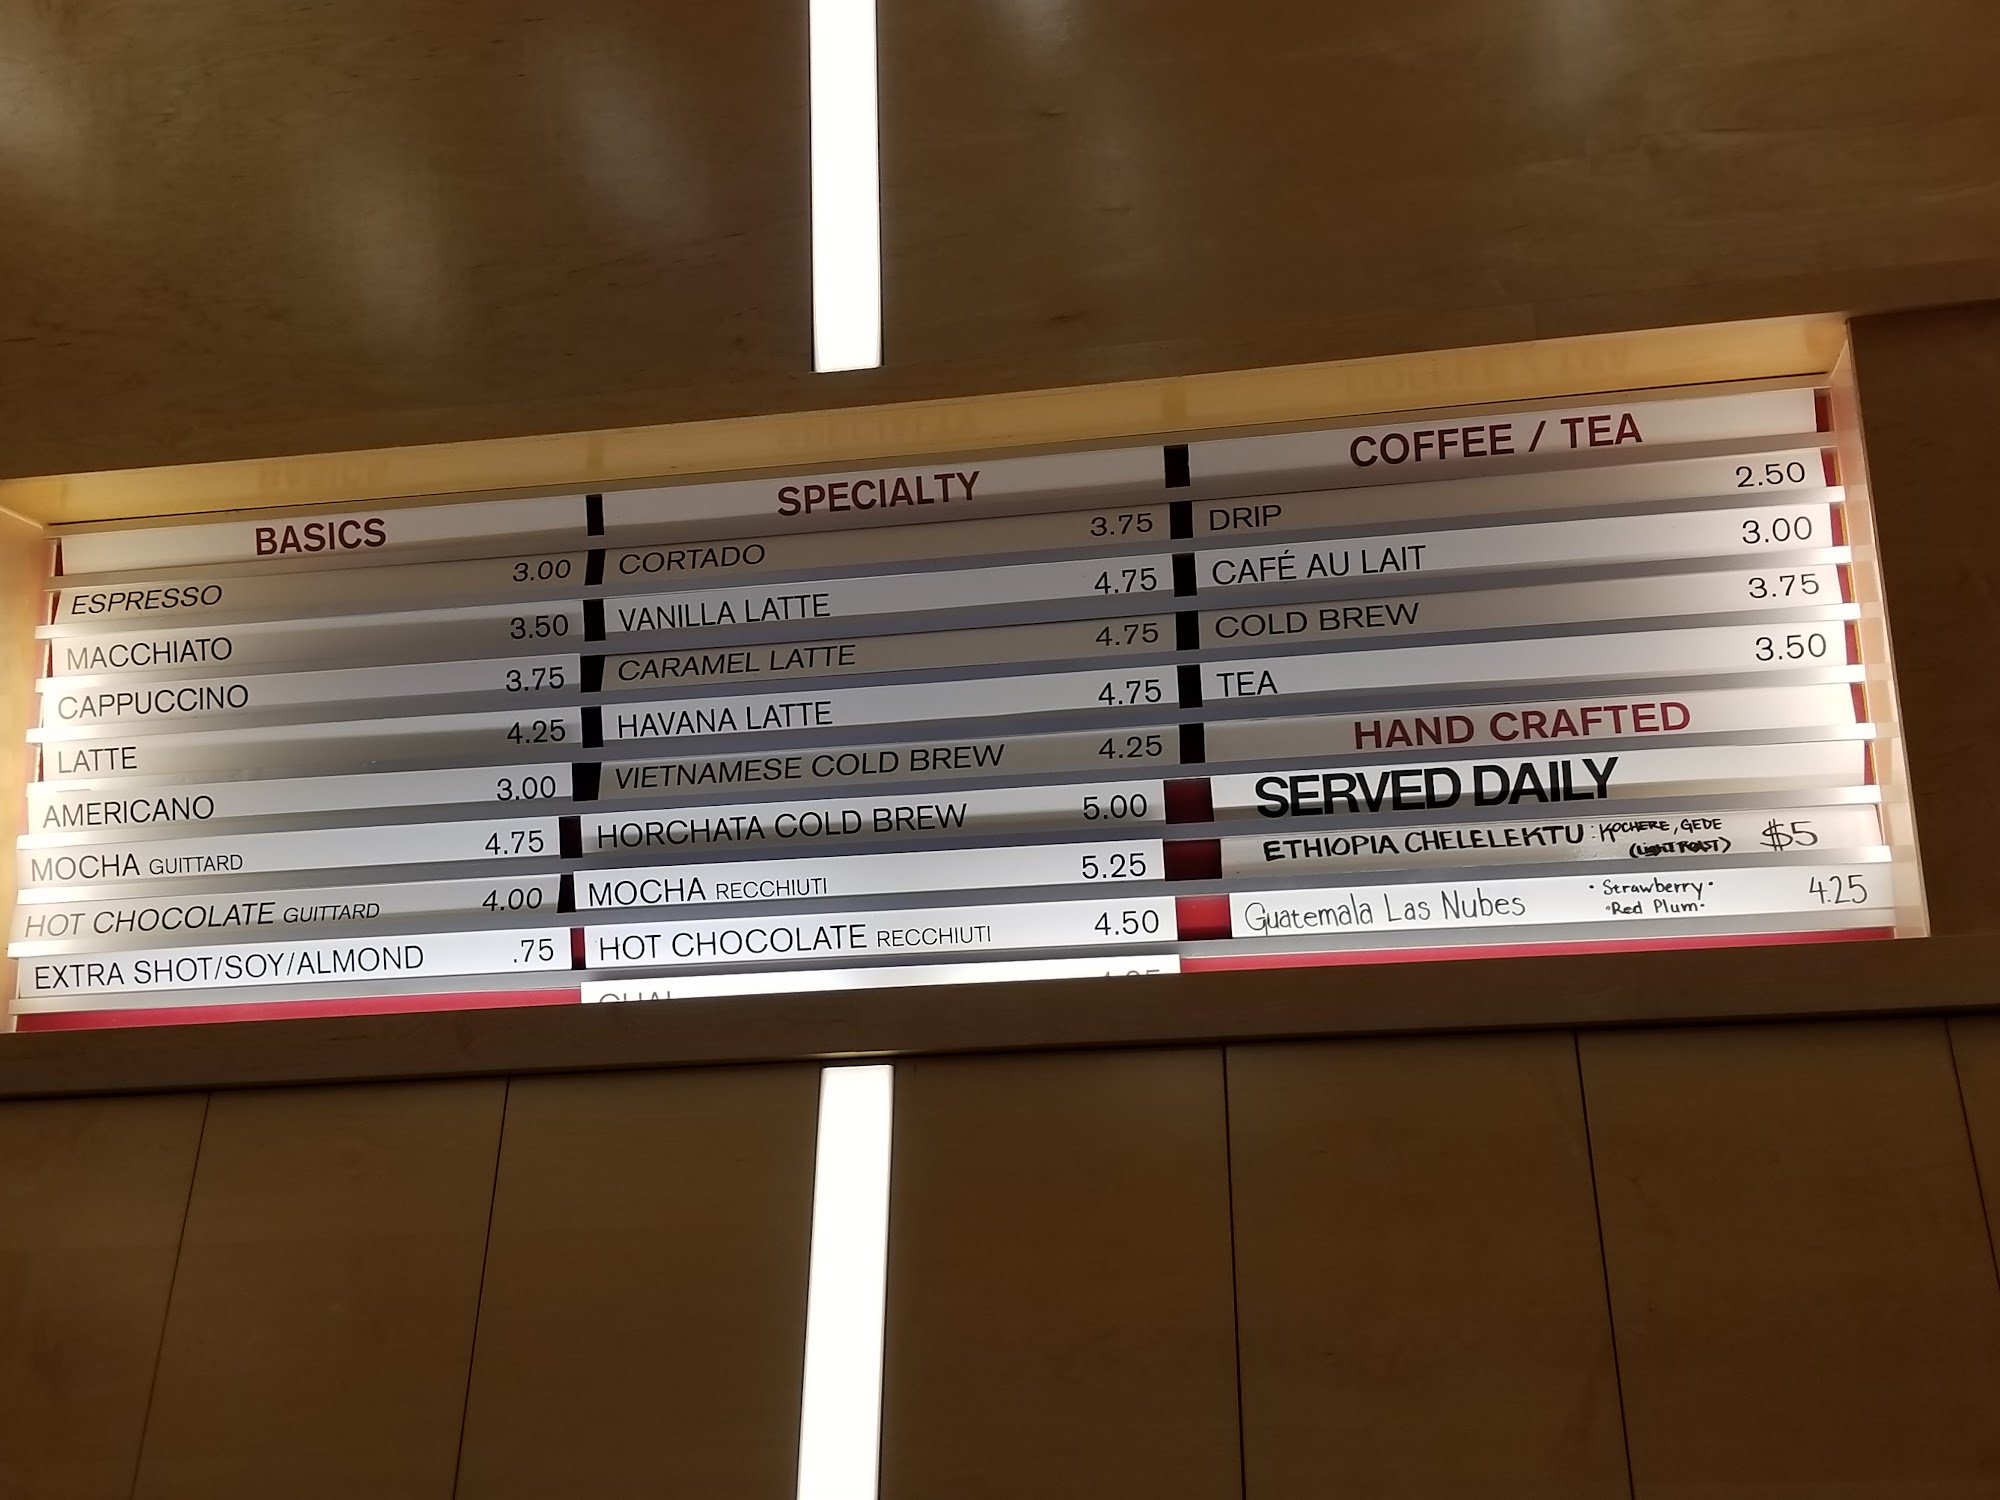 BASICS
ESPRESSO 3.00
MACCHIATO 3.50
CAPPUCCINO 3.75
LATTE 4.25
AMERICANO 3.00
MOCHA GUITTARD 4.75
HOT CHOCOLATE GUITTARD 4.00
EXTRA SHOT/SOY/ALMOND .75
SPECIALTY
CORTADO 3.75
VANILLA LATTE 4.75
CARAMEL LATTE 4.75
HAVANA LATTE 4.75
VIETNAMESE COLD BREW 4.25
HORCHATA COLD BREW 5.00
MOCHA RECCHIUTI 5.25
HOT CHOCOLATE RECCHIUTI 4.50
COFFEE / TEA
DRIP 2.50
CAFÉ AU LAIT 3.00
COLD BREW 3.75
TEA 3.50
HAND CRAFTED
SERVED DAILY
ETHIOPIA CHELELEKTU : KOCHERE, GEDE $5
(LIGHT ROAST)
Guatemala Las Nubes • Strawberry • 4.25
• Red Plum •